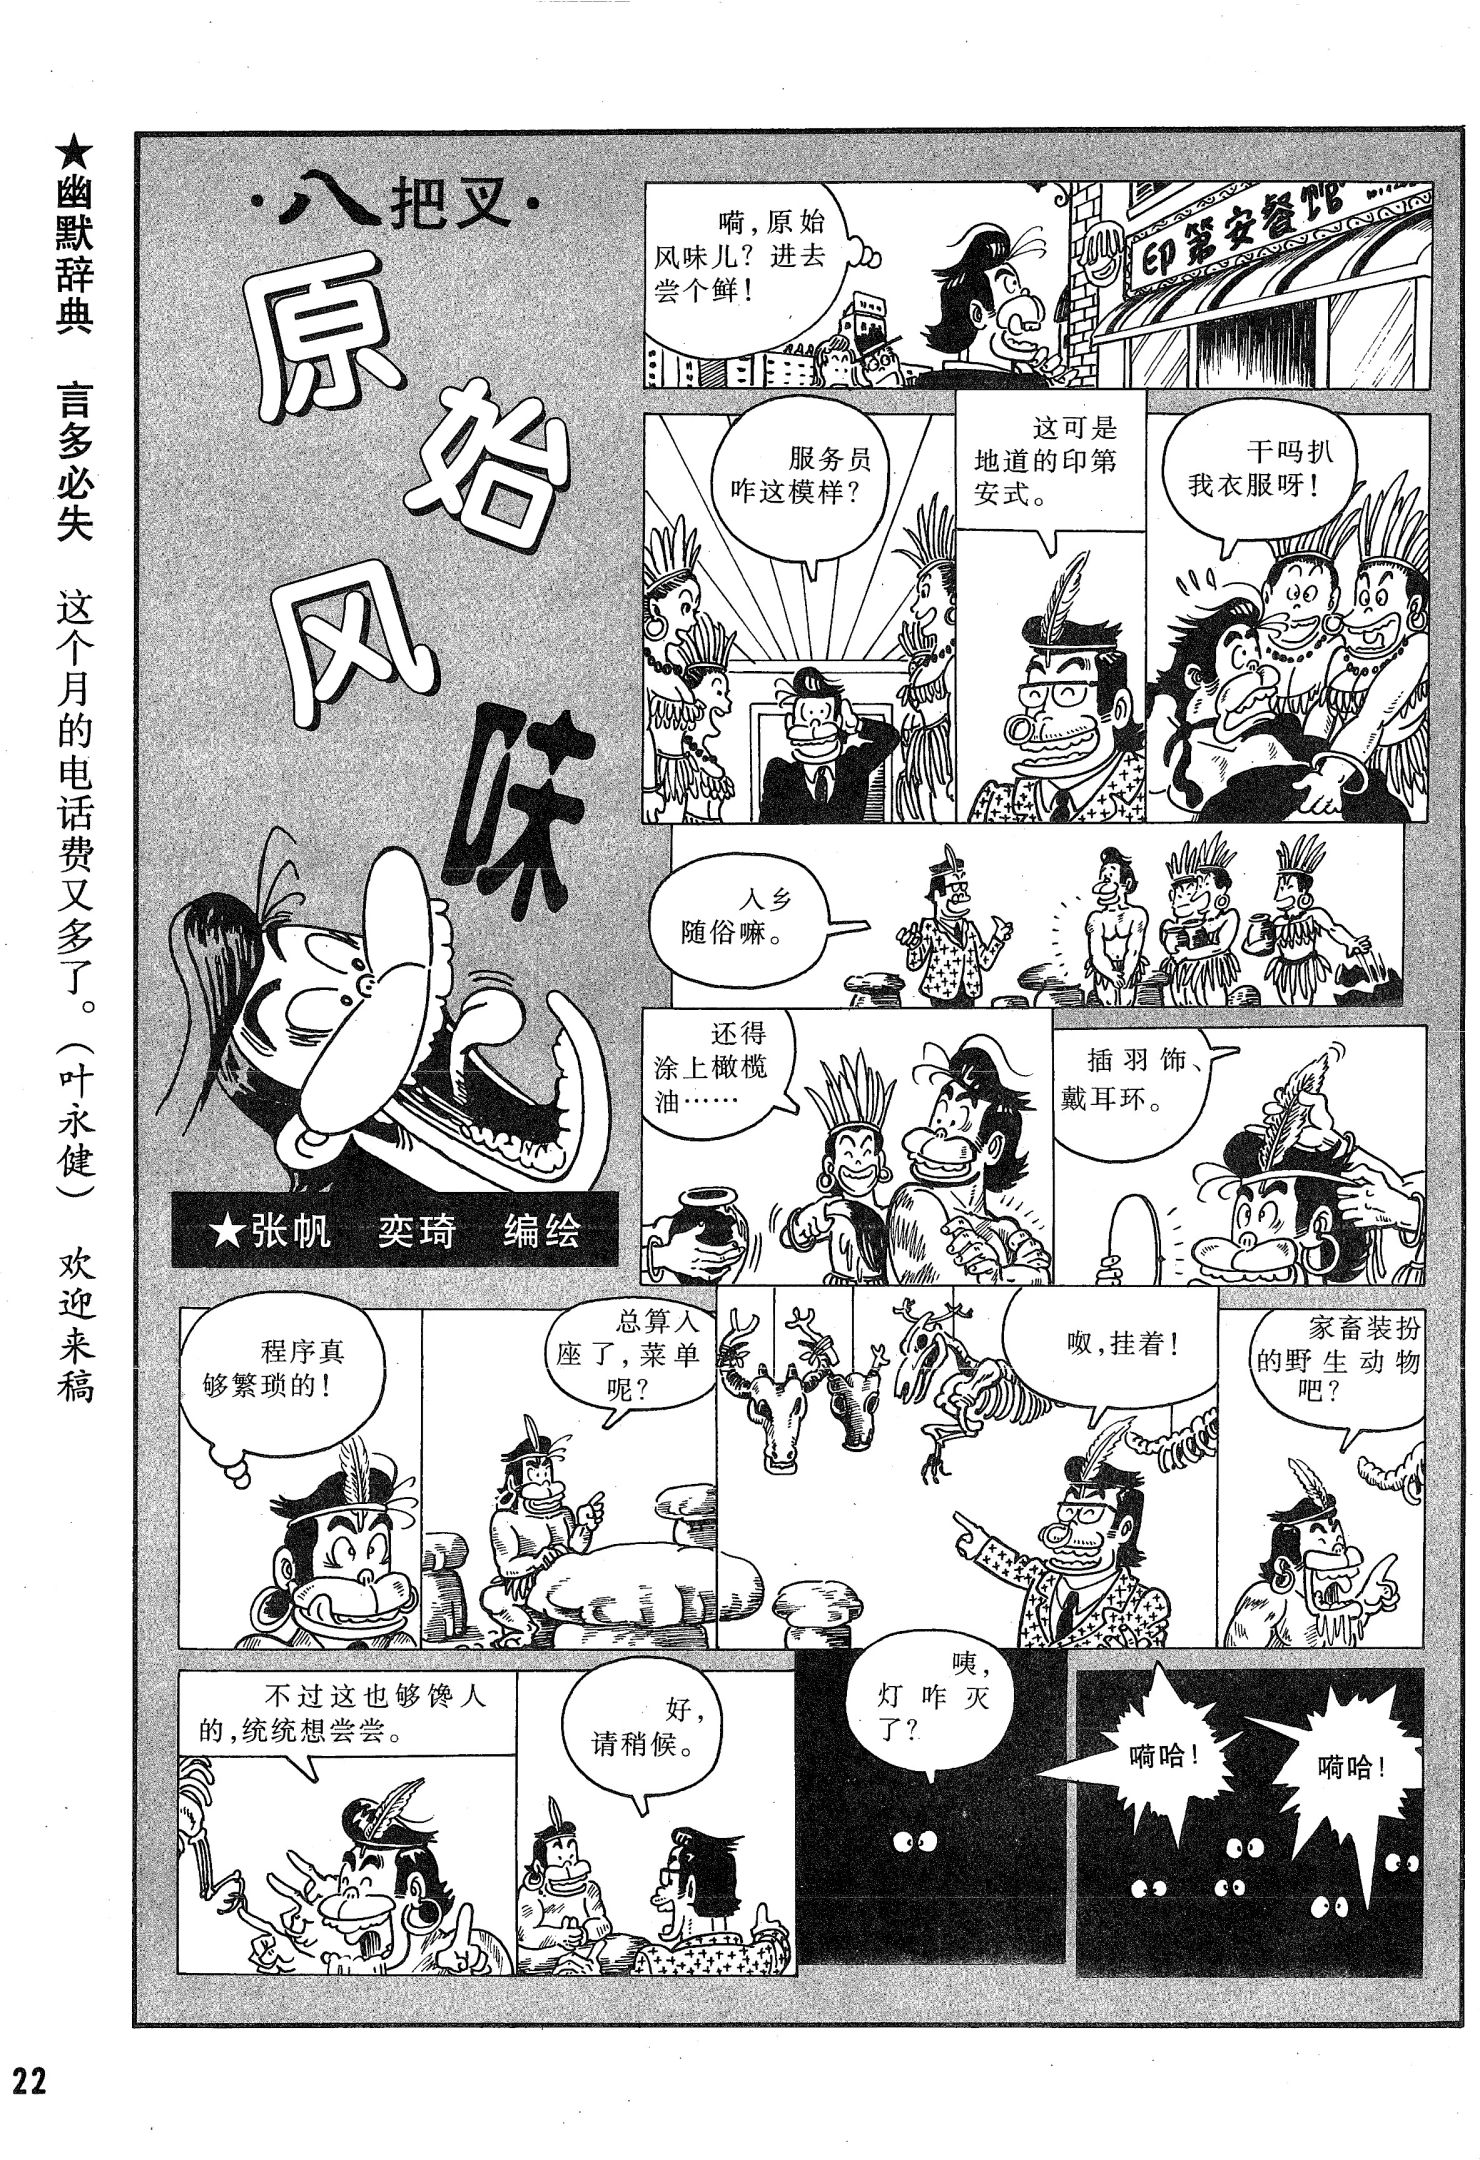 ★幽默辞典 言多必失 这个月的电话费又多了。（叶永健） 欢迎来稿
·八把叉·
原始风味
★张帆 奕琦 编绘
嗬，原始
风味儿？进去
尝个鲜！
印第安餐馆
服务员
咋这模样？
这可是
地道的印第
安式。
干吗扒
我衣服呀！
入乡
随俗嘛。
还得
涂上橄榄
油……
插羽饰、
戴耳环。
程序真
够繁琐的！
总算入
座了，菜单
呢？
呶，挂着！
家畜装扮
的野生动物
吧？
不过这也够馋人
的，统统想尝尝。
好，
请稍候。
咦，
灯咋灭
了？
嗬哈！
嗬哈！
22